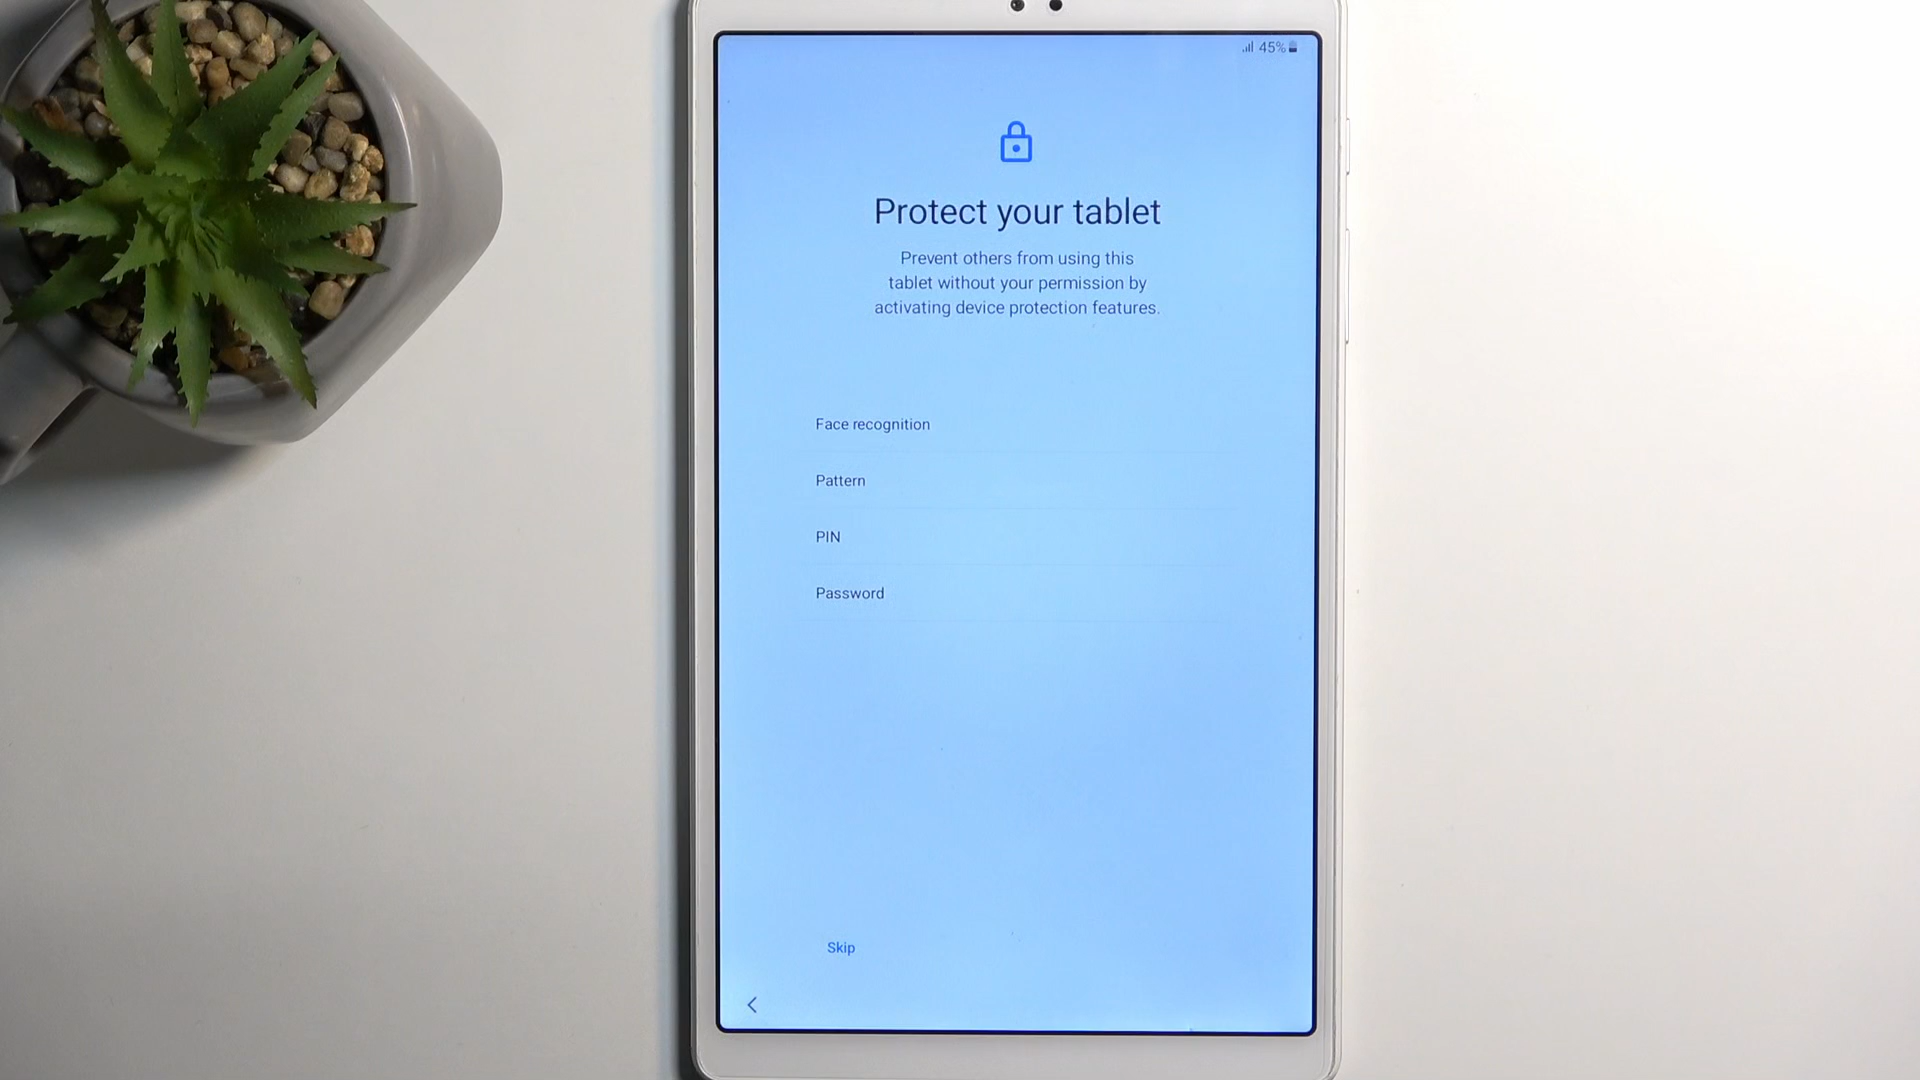 45%
Protect your tablet
Prevent others from using this
tablet without your permission by
activating device protection features.
Face recognition
Pattern
PIN
Password
Skip